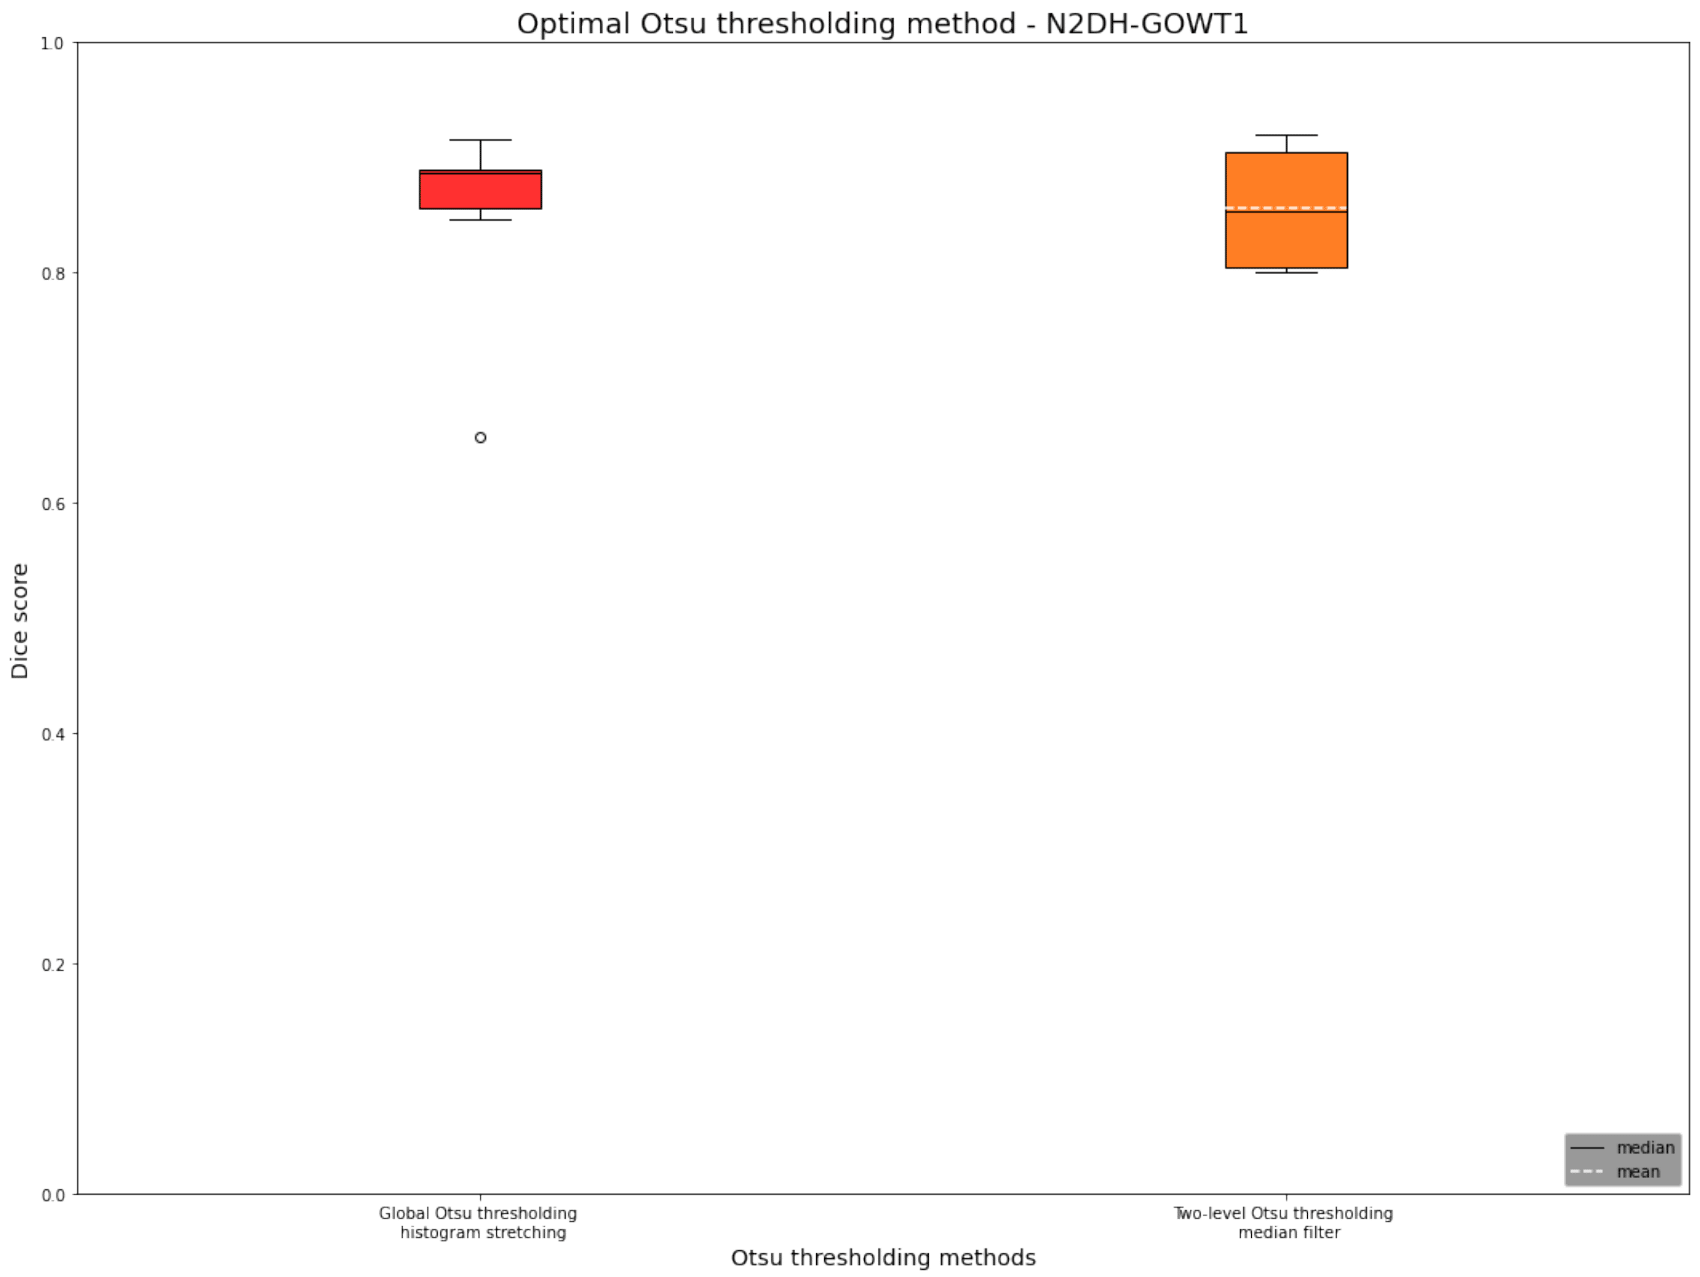 Optimal Otsu thresholding method - N2DH-GOWT1
1.0
0.8
0.6
0.4
0.2
0.0
Dice score
median
mean
Global Otsu thresholding
histogram stretching
Two-level Otsu thresholding
median filter
Otsu thresholding methods